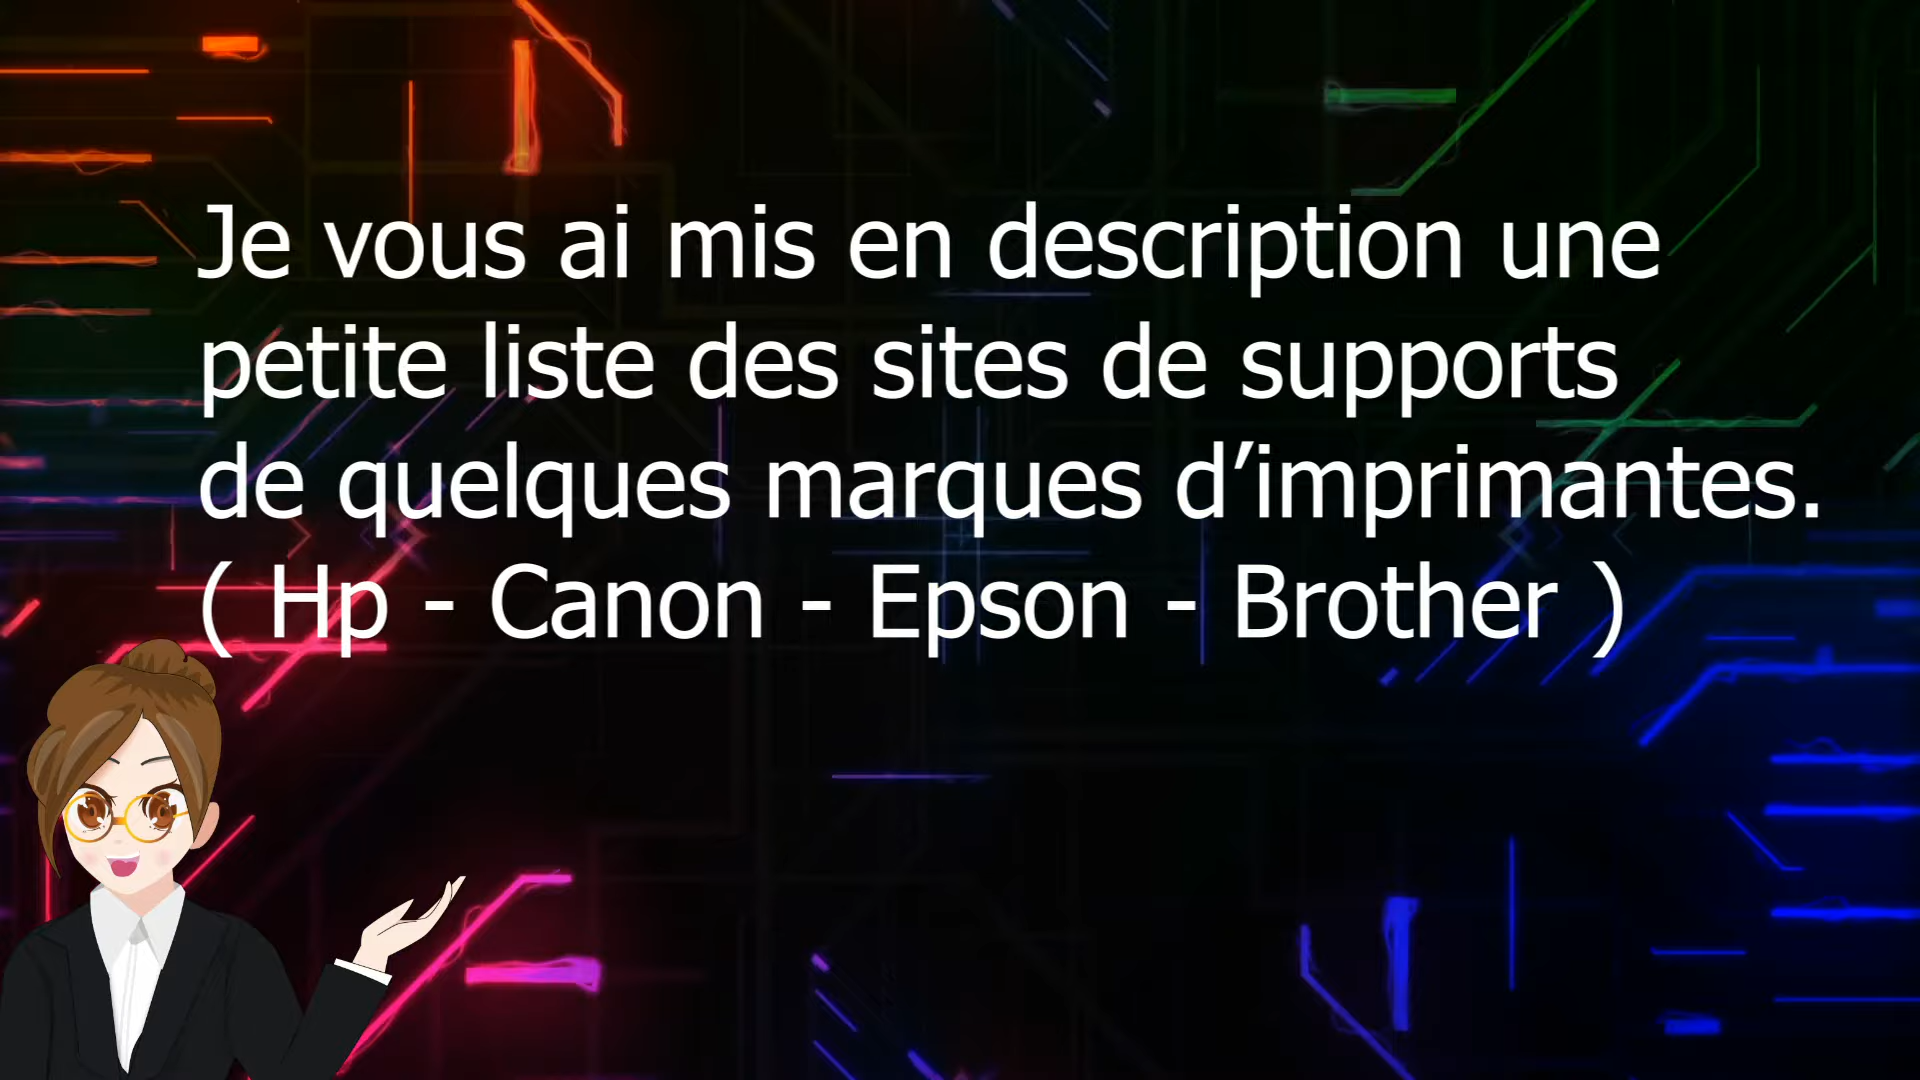 Je vous ai mis en description une
petite liste des sites de supports
de quelques marques d’imprimantes.
( Hp - Canon - Epson - Brother )